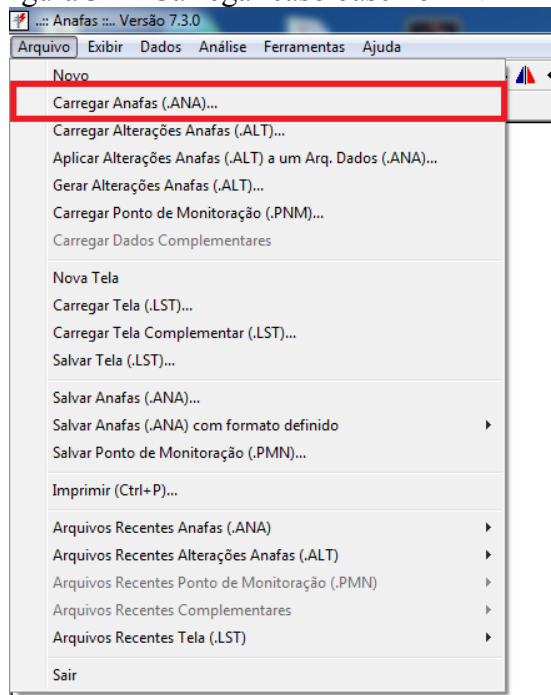 ..:: Anafas ::.. Versão 7.3.0
Arquivo Exibir Dados Análise Ferramentas Ajuda
Novo
Carregar Anafas (.ANA)...
Carregar Alterações Anafas (.ALT)...
Aplicar Alterações Anafas (.ALT) a um Arq. Dados (.ANA)...
Gerar Alterações Anafas (.ALT)...
Carregar Ponto de Monitoração (.PNM)...
Carregar Dados Complementares
Nova Tela
Carregar Tela (.LST)...
Carregar Tela Complementar (.LST)...
Salvar Tela (.LST)...
Salvar Anafas (.ANA)...
Salvar Anafas (.ANA) com formato definido
Salvar Ponto de Monitoração (.PMN)...
Imprimir (Ctrl+P)...
Arquivos Recentes Anafas (.ANA)
Arquivos Recentes Alterações Anafas (.ALT)
Arquivos Recentes Ponto de Monitoração (.PMN)
Arquivos Recentes Complementares
Arquivos Recentes Tela (.LST)
Sair